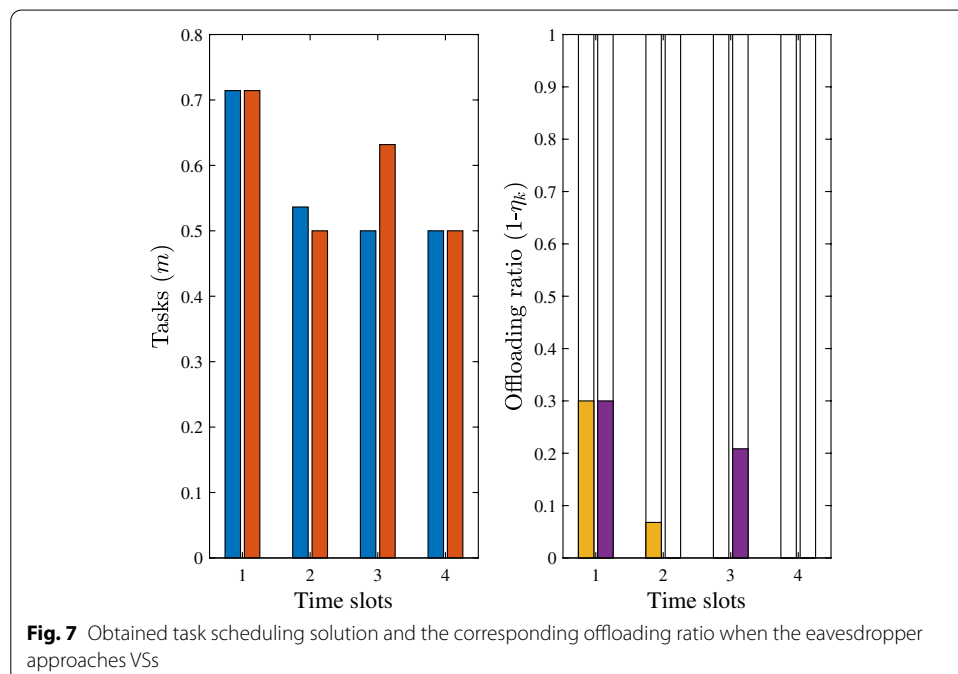 0.8
0.7
0.6
0.5
0.4
0.3
0.2
0.1
0
Tasks (m)
1 2 3 4
Time slots
1
0.9
0.8
0.7
0.6
0.5
0.4
0.3
0.2
0.1
0
Offloading ratio (1-ηk)
1 2 3 4
Time slots
Fig. 7 Obtained task scheduling solution and the corresponding offloading ratio when the eavesdropper
approaches VSs